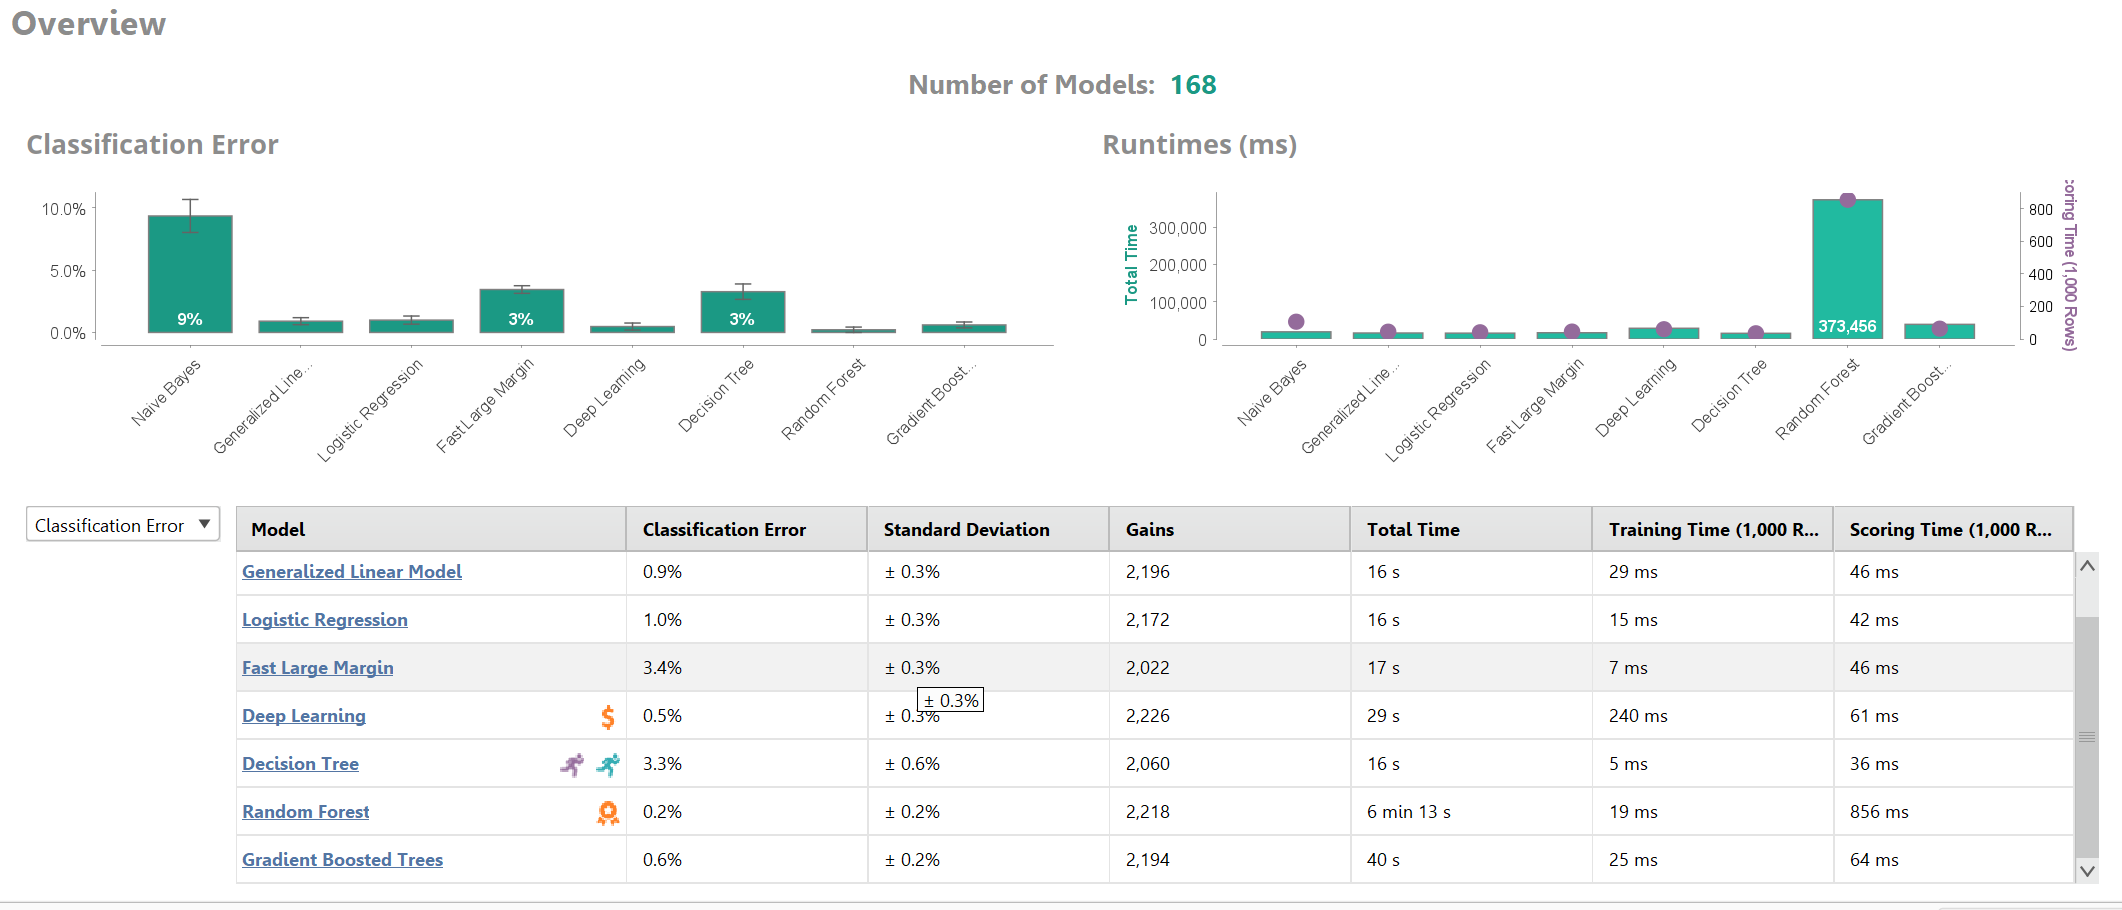 Overview
Number of Models: 168
Classification Error
Runtimes (ms)
10.0%
5.0%
0.0%
9%
3%
3%
Naive Bayes
Generalized Line...
Logistic Regression
Fast Large Margin
Deep Learning
Decision Tree
Random Forest
Gradient Boost...
Total Time
300,000
200,000
100,000
0
373,456
800
600
400
200
0
coring Time (1,000 Rows)
Naive Bayes
Generalized Line...
Logistic Regression
Fast Large Margin
Deep Learning
Decision Tree
Random Forest
Gradient Boost...
Classification Error
Model Classification Error Standard Deviation Gains Total Time Training Time (1,000 R... Scoring Time (1,000 R...
Generalized Linear Model 0.9% ± 0.3% 2,196 16 s 29 ms 46 ms
Logistic Regression 1.0% ± 0.3% 2,172 16 s 15 ms 42 ms
Fast Large Margin 3.4% ± 0.3% 2,022 17 s 7 ms 46 ms
± 0.3%
Deep Learning 0.5% ± 0.3% 2,226 29 s 240 ms 61 ms
Decision Tree 3.3% ± 0.6% 2,060 16 s 5 ms 36 ms
Random Forest 0.2% ± 0.2% 2,218 6 min 13 s 19 ms 856 ms
Gradient Boosted Trees 0.6% ± 0.2% 2,194 40 s 25 ms 64 ms